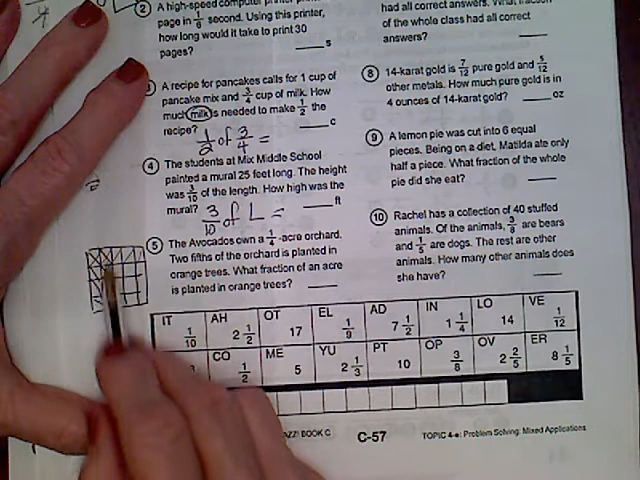 4
2 A high-speed computer
page in 1/6 second. Using this printer,
how long would it take to print 30
pages? s
A recipe for pancakes calls for 1 cup of
pancake mix and 3/4 cup of milk. How
much milk is needed to make 1/2 the
recipe? c
1/2 of 3/4 =
4 The students at Mix Middle School
painted a mural 25 feet long. The height
was 3/10 of the length. How high was the
mural? ft
3/10 of L =
5 The Avocados own a 1/4-acre orchard.
Two fifths of the orchard is planted in
orange trees. What fraction of an acre
is planted in orange trees?
had all correct answers. What
of the whole class had all correct
answers?
8 14-karat gold is 7/12 pure gold and 5/12
other metals. How much pure gold is in
4 ounces of 14-karat gold? oz
9 A lemon pie was cut into 6 equal
pieces. Being on a diet, Matilda ate only
half a piece. What fraction of the whole
pie did she eat?
10 Rachel has a collection of 40 stuffed
animals. Of the animals, 3/8 are bears
and 1/5 are dogs. The rest are other
animals. How many other animals does
she have?
IT 1/10 AH 2 1/2 OT 17 EL 1/9 AD 7 1/2 IN 1 1/4 LO 14 VE 1/12
CO 1/2 ME 5 YU 2 1/3 PT 10 OP 3/8 OV 2 2/5 ER 8 1/5
BOOK C C-57 TOPIC 4-e: Problem Solving: Mixed Applications